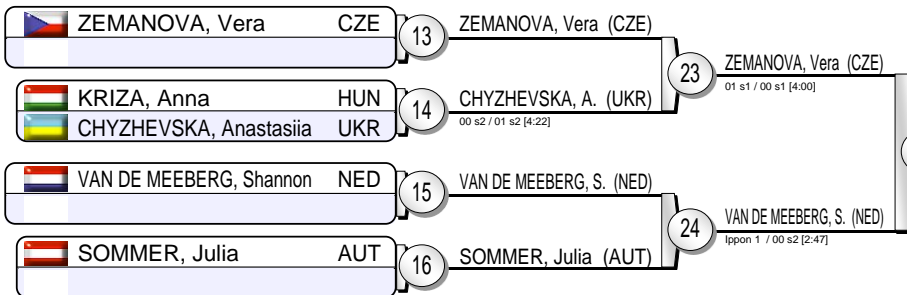 ZEMANOVA, Vera CZE
13
ZEMANOVA, Vera (CZE)
KRIZA, Anna HUN
CHYZHEVSKA, Anastasiia UKR
14
CHYZHEVSKA, A. (UKR)
00 s2 / 01 s2 [4:22]
23
ZEMANOVA, Vera (CZE)
01 s1 / 00 s1 [4:00]
VAN DE MEEBERG, Shannon NED
15
VAN DE MEEBERG, S. (NED)
SOMMER, Julia AUT
16
SOMMER, Julia (AUT)
24
VAN DE MEEBERG, S. (NED)
Ippon 1 / 00 s2 [2:47]